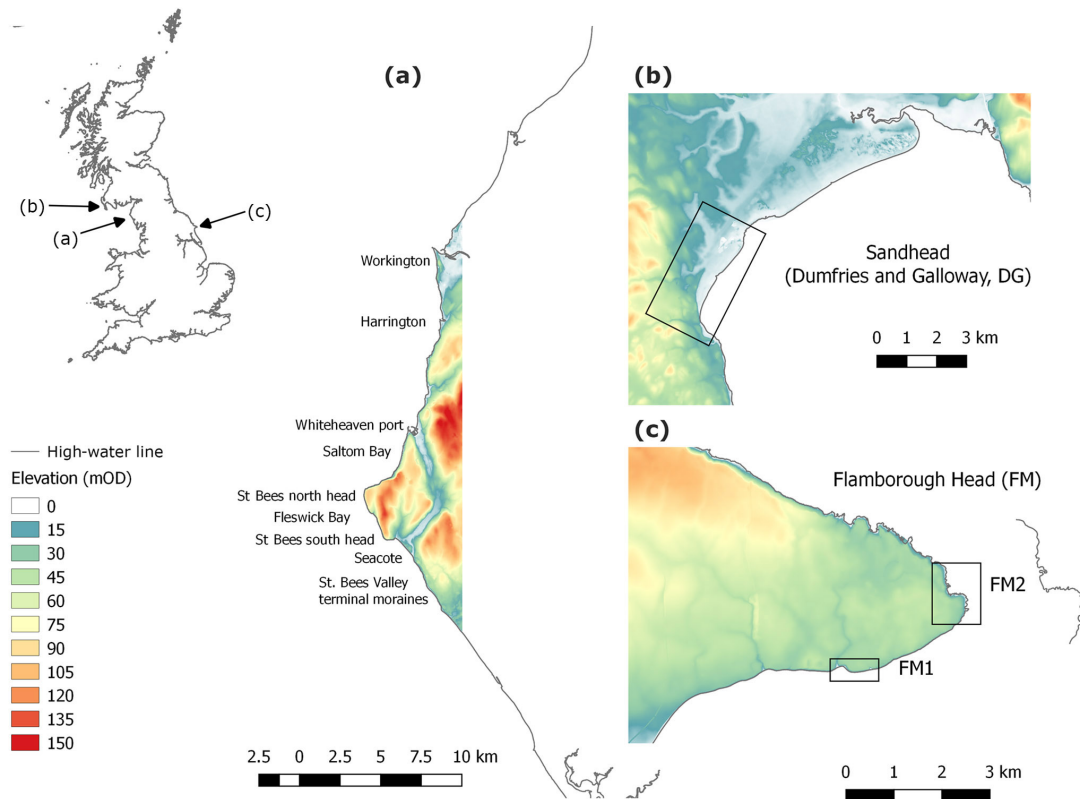 (b)
(a)
(c)
High-water line
Elevation (mOD)
0
15
30
45
60
75
90
105
120
135
150
(a)
Workington
Harrington
Whiteheaven port
Saltom Bay
St Bees north head
Fleswick Bay
St Bees south head
Seacote
St. Bees Valley
terminal moraines
2.5 0 2.5 5 7.5 10 km
(b)
Sandhead
(Dumfries and Galloway, DG)
0 1 2 3 km
(c)
Flamborough Head (FM)
FM2
FM1
0 1 2 3 km